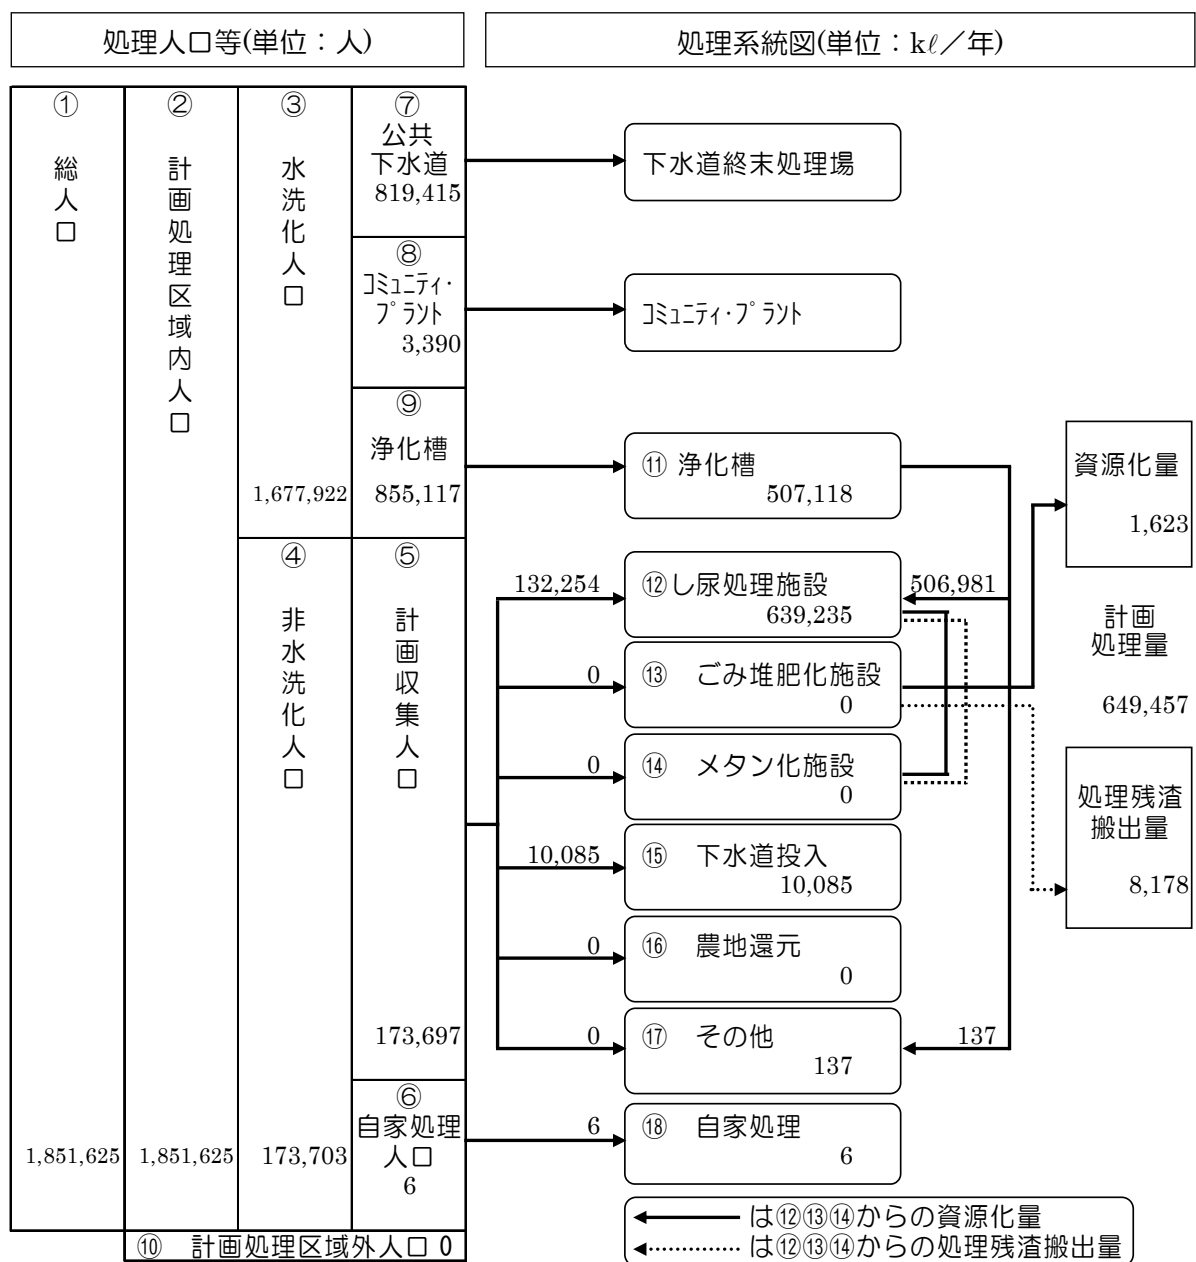 処理人口等(単位：人)
処理系統図(単位：kℓ／年)
①
総人口
1,851,625
②
計画処理区域内人口
1,851,625
③
水洗化人口
1,677,922
④
非水洗化人口
173,703
⑦
公共
下水道
819,415
⑧
ｺﾐｭﾆﾃｨ･
ﾌﾟﾗﾝﾄ
3,390
⑨
浄化槽
855,117
⑤
計画収集人口
173,697
⑥
自家処理
人口
6
⑩ 計画処理区域外人口 0
下水道終末処理場
ｺﾐｭﾆﾃｨ･ﾌﾟﾗﾝﾄ
⑪ 浄化槽
507,118
132,254
⑫し尿処理施設
639,235
506,981
0
⑬ ごみ堆肥化施設
0
0
⑭ メタン化施設
0
10,085
⑮ 下水道投入
10,085
0
⑯ 農地還元
0
0
⑰ その他
137
137
6
⑱ 自家処理
6
資源化量
1,623
計画
処理量
649,457
処理残渣
搬出量
8,178
は⑫⑬⑭からの資源化量
は⑫⑬⑭からの処理残渣搬出量